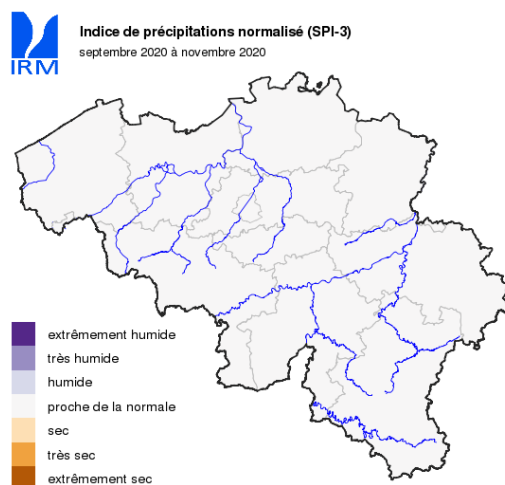 Indice de précipitations normalisé (SPI-3)
septembre 2020 à novembre 2020
IRM
extrêmement humide
très humide
humide
proche de la normale
sec
très sec
extrêmement sec